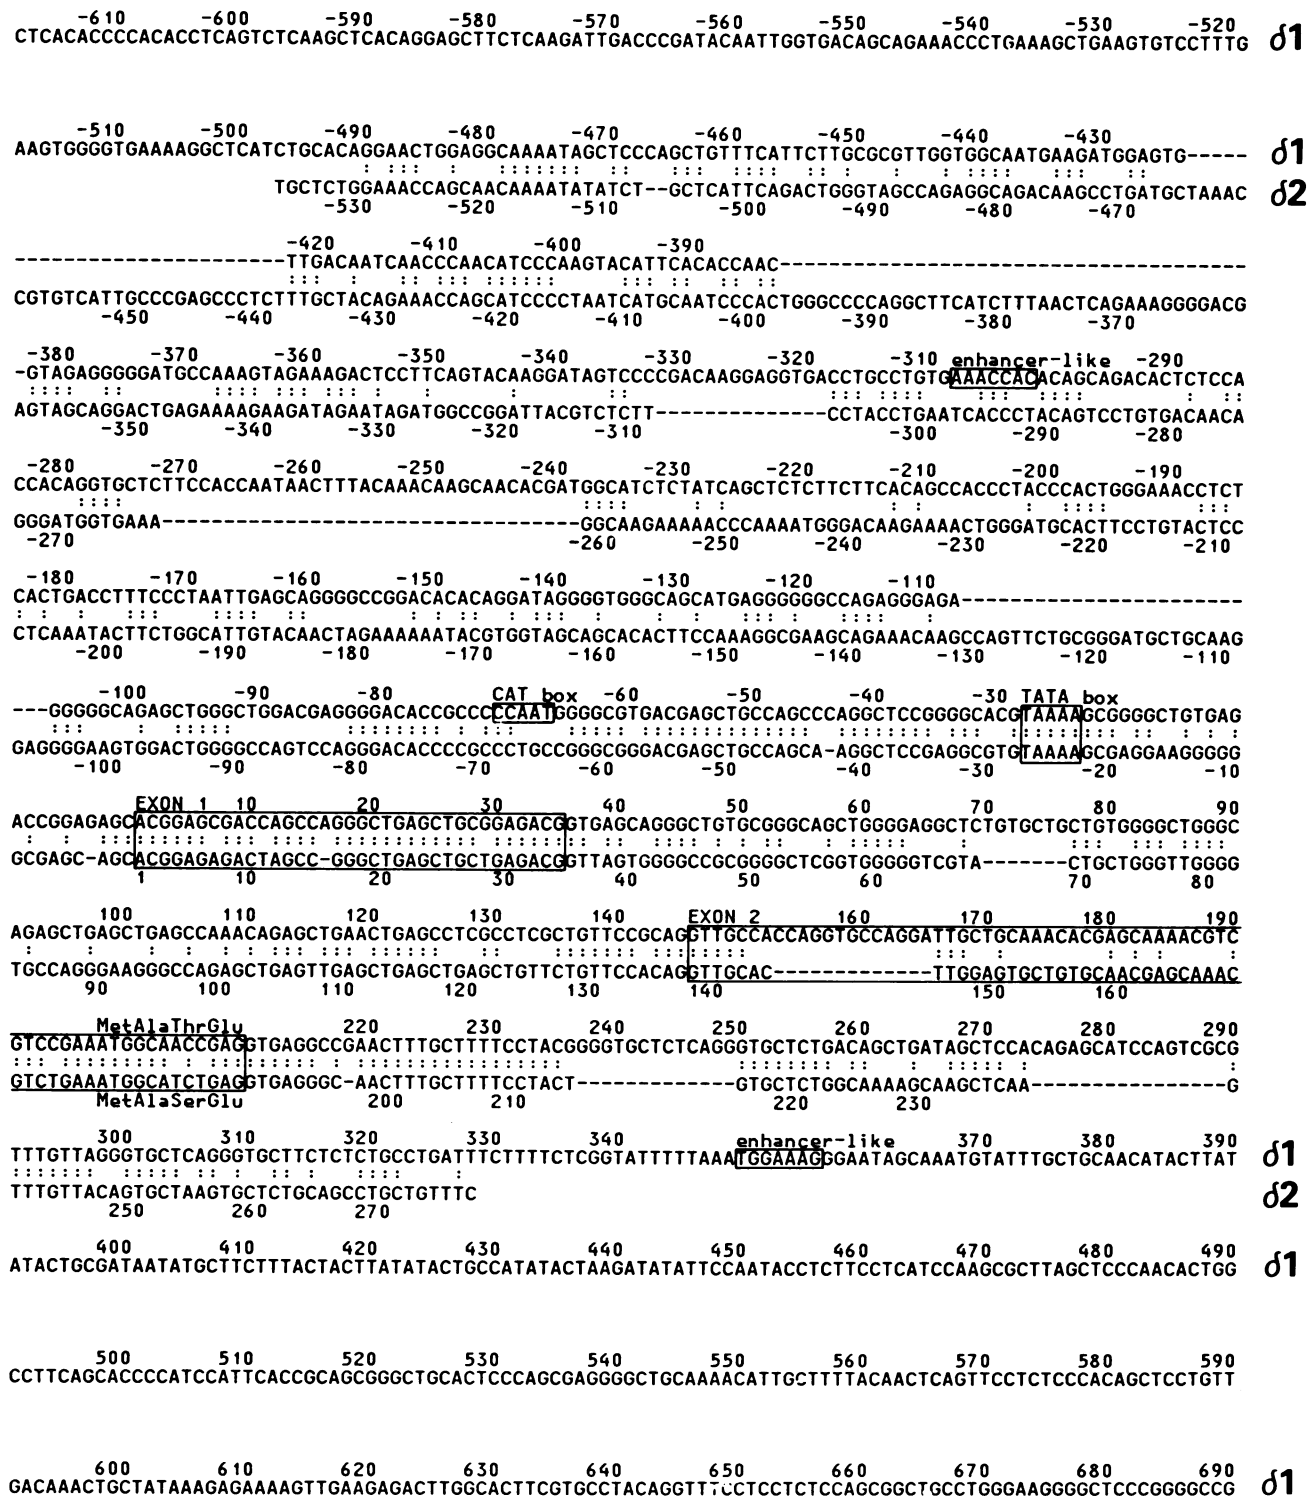 -610 -600 -590 -580 -570 -560 -550 -540 -530 -520
CTCACACCCCACACCTCAGTCTCAAGCTCACAGGAGCTTCTCAAGATTGACCCGATACAATTGGTGACAGCAGAAACCCTGAAAGCTGAAGTGTCCTTTG δ1
-510 -500 -490 -480 -470 -460 -450 -440 -430
AAGTGGGGTGAAAAGGCTCATCTGCACAGGAACTGGAGGCAAAATAGCTCCCAGCTGTTTCATTCTTGCGCGTTGGTGGCAATGAAGATGGAGTG----- δ1
TGCTCTGGAAACCAGCAACAAAATATATCT--GCTCATTCAGACTGGGTAGCCAGAGGCAGACAAGCCTGATGCTAAAC δ2
-530 -520 -510 -500 -490 -480 -470
-420 -410 -400 -390
----------------------TTGACAATCAACCCAACATCCCAAGTACATTCACACCAAC--------------------------------------
CGTGTCATTGCCCGAGCCCTCTTTGCTACAGAAACCAGCATCCCCTAATCATGCAATCCCACTGGGCCCCAGGCTTCATCTTTAACTCAGAAAGGGGACG
-450 -440 -430 -420 -410 -400 -390 -380 -370
-380 -370 -360 -350 -340 -330 -320 -310 enhancer-like -290
-GTAGAGGGGGATGCCAAAGTAGAAAGACTCCTTCAGTACAAGGATAGTCCCCGACAAGGAGGTGACCTGCCTGTGAAACCACACAGCAGACACTCTCCA
AGTAGCAGGACTGAGAAAAGAAGATAGAATAGATGGCCGGATTACGTCTCTT--------------CCTACCTGAATCACCCTACAGTCCTGTGACAACA
-350 -340 -330 -320 -310 -300 -290 -280
-280 -270 -260 -250 -240 -230 -220 -210 -200 -190
CCACAGGTGCTCTTCCACCAATAACTTTACAAACAAGCAACACGATGGCATCTCTATCAGCTCTCTTCTTCACAGCCACCCTACCCACTGGGAAACCTCT
GGGATGGTGAAA----------------------------------GGCAAGAAAAACCCAAAATGGGACAAGAAAACTGGGATGCACTTCCTGTACTCC
-270 -260 -250 -240 -230 -220 -210
-180 -170 -160 -150 -140 -130 -120 -110
CACTGACCTTTCCCTAATTGAGCAGGGGCCGGACACACAGGATAGGGGTGGGCAGCATGAGGGGGGCCAGAGGGAGA-----------------------
CTCAAATACTTCTGGCATTGTACAACTAGAAAAAATACGTGGTAGCAGCACACTTCCAAAGGCGAAGCAGAAACAAGCCAGTTCTGCGGGATGCTGCAAG
-200 -190 -180 -170 -160 -150 -140 -130 -120 -110
-100 -90 -80 CAT box -60 -50 -40 -30 TATA box
---GGGGGCAGAGCTGGGCTGGACGAGGGGACACCGCCCCCAATGGGGCGTGACGAGCTGCCAGCCCAGGCTCCGGGGCACGTAAAAGCGGGGCTGTGAG
GAGGGGAAGTGGACTGGGGCCAGTCCAGGGACACCCCGCCCTGCCGGGCGGGACGAGCTGCCAGCA-AGGCTCCGAGGCGTGTAAAAGCGAGGAAGGGGG
-100 -90 -80 -70 -60 -50 -40 -30 -20 -10
EXON 1 10 20 30 40 50 60 70 80 90
ACCGGAGAGCACGGAGCGACCAGCCAGGGCTGAGCTGCGGAGACGGTGAGCAGGGCTGTGCGGGCAGCTGGGGAGGCTCTGTGCTGCTGTGGGGCTGGGC
GCGAGC-AGCACGGAGAGACTAGCC-GGGCTGAGCTGCTGAGACGGTTAGTGGGGCCGCGGGGCTCGGTGGGGGTCGTA-------CTGCTGGGTTGGGG
1 10 20 30 40 50 60 70 80
100 110 120 130 140 EXON 2 160 170 180 190
AGAGCTGAGCTGAGCCAAACAGAGCTGAACTGAGCCTCGCCTCGCTGTTCCGCAGGTTGCCACCAGGTGCCAGGATTGCTGCAAACACGAGCAAAACGTC
TGCCAGGGAAGGGCCAGAGCTGAGTTGAGCTGAGCTGAGCTGTTCTGTTCCACAGGTTGCAC-------------TTGGAGTGCTGTGCAACGAGCAAAC
90 100 110 120 130 140 150 160
MetAlaThrGlu 220 230 240 250 260 270 280 290
GTCCGAAATGGCAACCGAGGTGAGGCCGAACTTTGCTTTTTCCTACGGGGTGCTCTCAGGGTGCTCTGACAGCTGATAGCTCCACAGAGCATCCAGTCGCG
GTCTGAAATGGCATCTGAGGTGAGGGC-AACTTTGCTTTTCCTACT-------------GTGCTCTGGCAAAAGCAAGCTCAA----------------G
MetAlaSerGlu 200 210 220 230
300 310 320 330 340 enhancer-like 370 380 390
TTTGTTAGGGTGCTCAGGGTGCTTCTCTCTGCCTGATTTCTTTTCTCGGTATTTTTAAATGGAAAGGGAATAGCAAATGTATTTGCTGCAACATACTTAT δ1
TTTGTTACAGTGCTAAGTGCTCTGCAGCCTGCTGTTTC δ2
250 260 270
400 410 420 430 440 450 460 470 480 490
ATACTGCGATAATATGCTTCTTTACTACTTATATACTGCCATATACTAAGATATATTCCAATACCTCTTCCTCATCCAAGCGCTTAGCTCCCAACACTGG δ1
500 510 520 530 540 550 560 570 580 590
CCTTCAGCACCCCATCCATTCACCGCAGCGGGCTGCACTCCCAGCGAGGGGCTGCAAAACATTGCTTTTACAACTCAGTTCCTCTCCCACAGCTCCTGTT
600 610 620 630 640 650 660 670 680 690
GACAAACTGCTATAAAGAGAAAAGTTGAAGAGACTTGGCACTTCGTGCCTACAGGTTTCCTCCTCTCCAGCGGCTGCCTGGGAAGGGGCTCCCGGGGCCG δ1